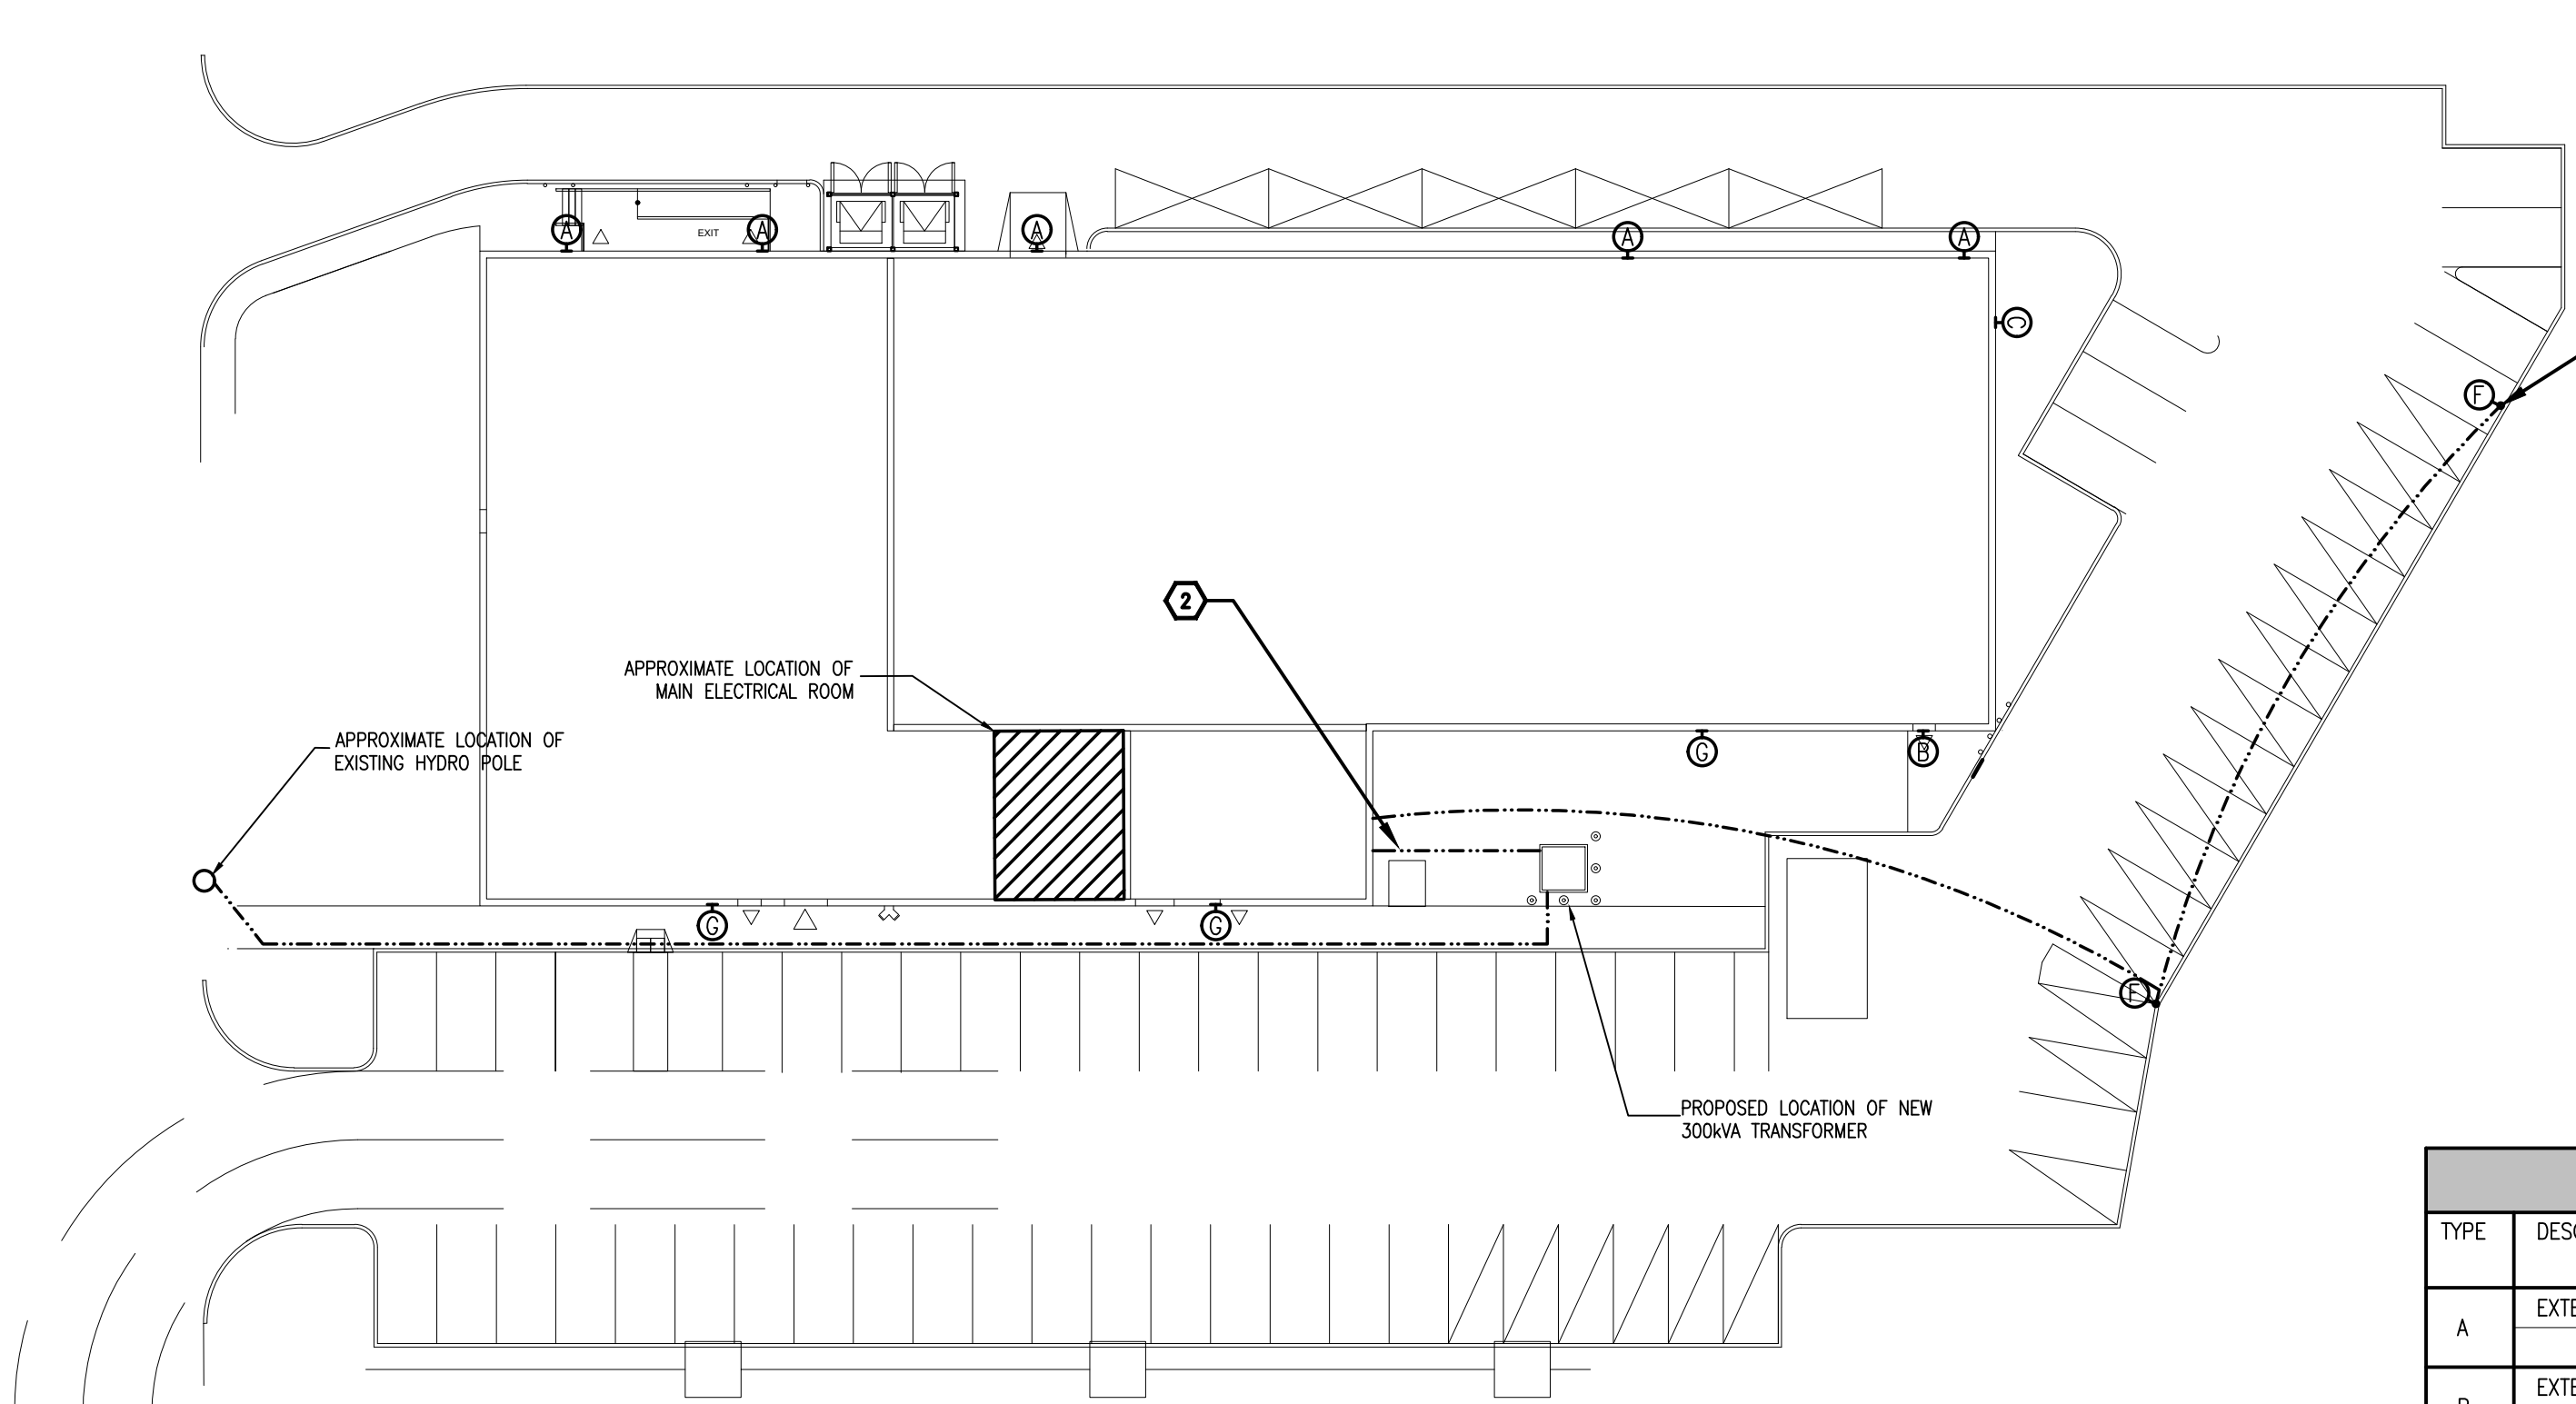 A
A
EXIT
A
A
A
C
F
2
APPROXIMATE LOCATION OF
MAIN ELECTRICAL ROOM
APPROXIMATE LOCATION OF
EXISTING HYDRO POLE
G
B
G
G
F
PROPOSED LOCATION OF NEW
300kVA TRANSFORMER
TYPE
A